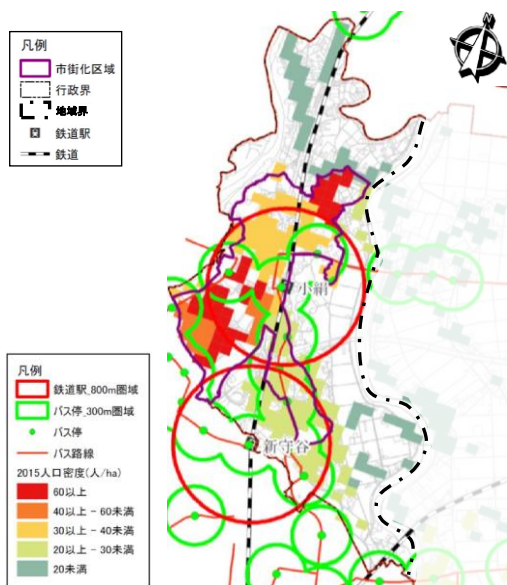 凡例
市街化区域
行政界
地域界
鉄道駅
鉄道
小絹
新守谷
凡例
鉄道駅_800m圏域
バス停_300m圏域
バス停
バス路線
2015人口密度(人/ha)
60以上
40以上 - 60未満
30以上 - 40未満
20以上 - 30未満
20未満